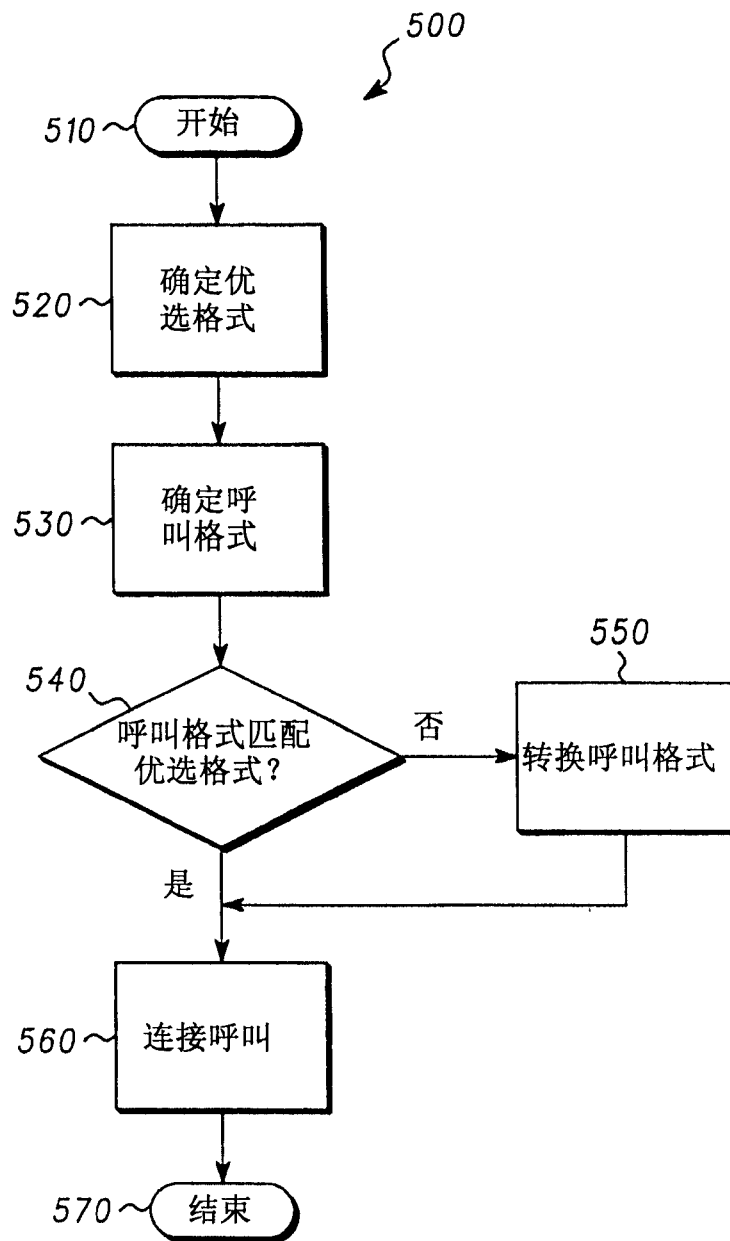 500
510
开始
520
确定优
选格式
530
确定呼
叫格式
540
呼叫格式匹配
优选格式?
否
550
转换呼叫格式
是
560
连接呼叫
570
结束